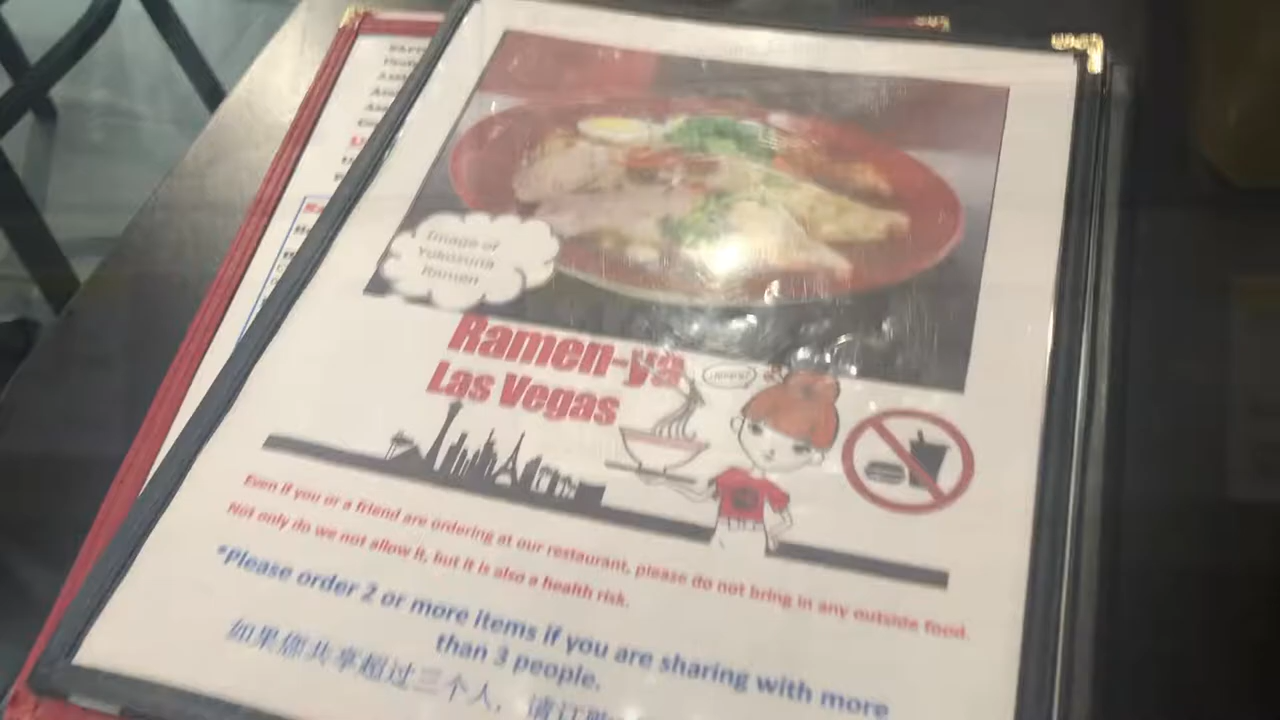 Image of
Yokozuna
Ramen
Ramen-ya
Las Vegas
Even if you or a friend are ordering at our restaurant, please do not bring in any outside food.
Not only do we not allow it, but it is also a health risk.
*Please order 2 or more items if you are sharing with more
than 3 people.
如果您共享超过三个人，请订